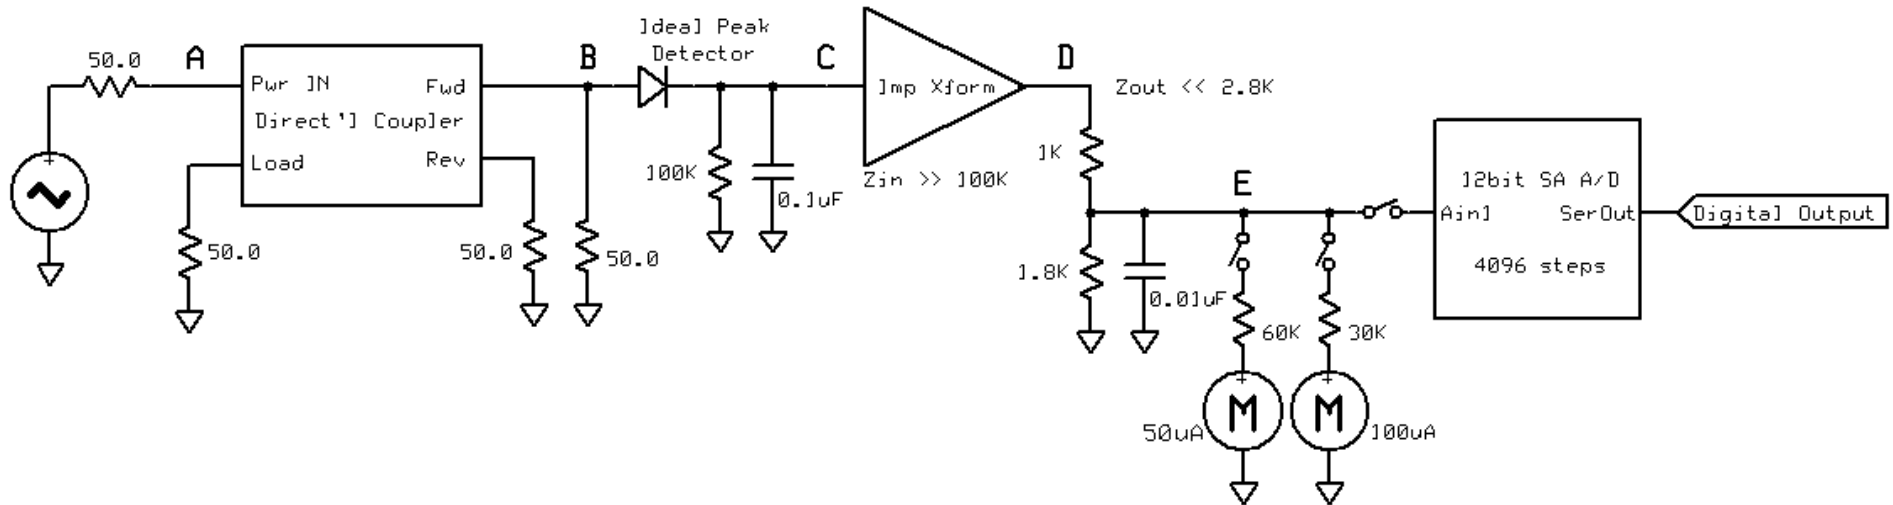 Ideal Peak
Detector
50.0
A
B
C
D
Pwr IN
Fwd
Imp Xform
Zout << 2.8K
Direct'l Coupler
Load
Rev
1K
100K
Zin >> 100K
0.1uF
E
12bit SA A/D
Ain1
SerOut
Digital Output
50.0
50.0
50.0
1.8K
4096 steps
0.01uF
60K
30K
M
M
50uA
100uA